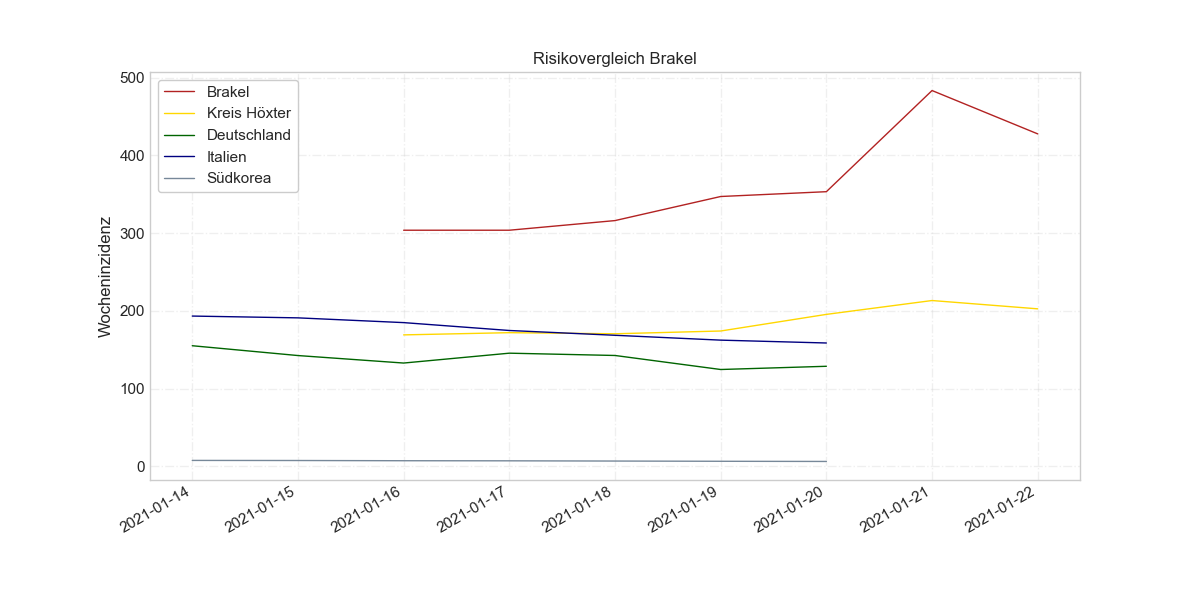 Risikovergleich Brakel
500
400
300
200
100
0
Wocheninzidenz
Brakel
Kreis Höxter
Deutschland
Italien
Südkorea
2021-01-14
2021-01-15
2021-01-16
2021-01-17
2021-01-18
2021-01-19
2021-01-20
2021-01-21
2021-01-22